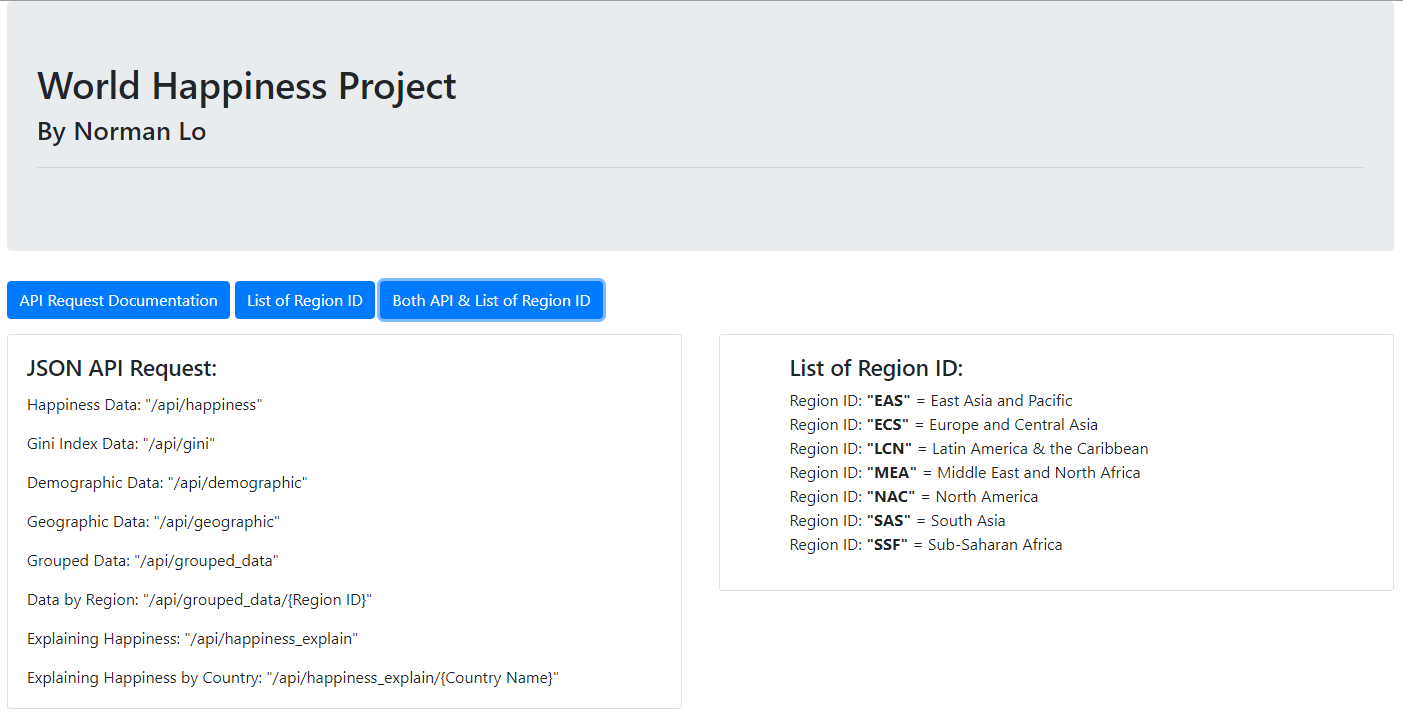 World Happiness Project
By Norman Lo
API Request Documentation
List of Region ID
Both API & List of Region ID
JSON API Request:
Happiness Data: "/api/happiness"
Gini Index Data: "/api/gini"
Demographic Data: "/api/demographic"
Geographic Data: "/api/geographic"
Grouped Data: "/api/grouped_data"
Data by Region: "/api/grouped_data/{Region ID}"
Explaining Happiness: "/api/happiness_explain"
Explaining Happiness by Country: "/api/happiness_explain/{Country Name}"
List of Region ID:
Region ID: "EAS" = East Asia and Pacific
Region ID: "ECS" = Europe and Central Asia
Region ID: "LCN" = Latin America & the Caribbean
Region ID: "MEA" = Middle East and North Africa
Region ID: "NAC" = North America
Region ID: "SAS" = South Asia
Region ID: "SSF" = Sub-Saharan Africa